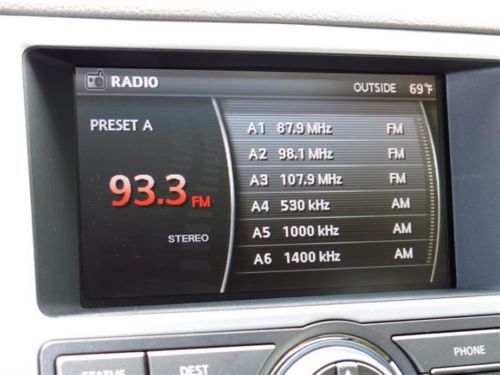 RADIO OUTSIDE 69°F
PRESET A
93.3 FM
STEREO
A1 87.9 MHz FM
A2 98.1 MHz FM
A3 107.9 MHz FM
A4 530 kHz AM
A5 1000 kHz AM
A6 1400 kHz AM
STATUS DEST PHONE